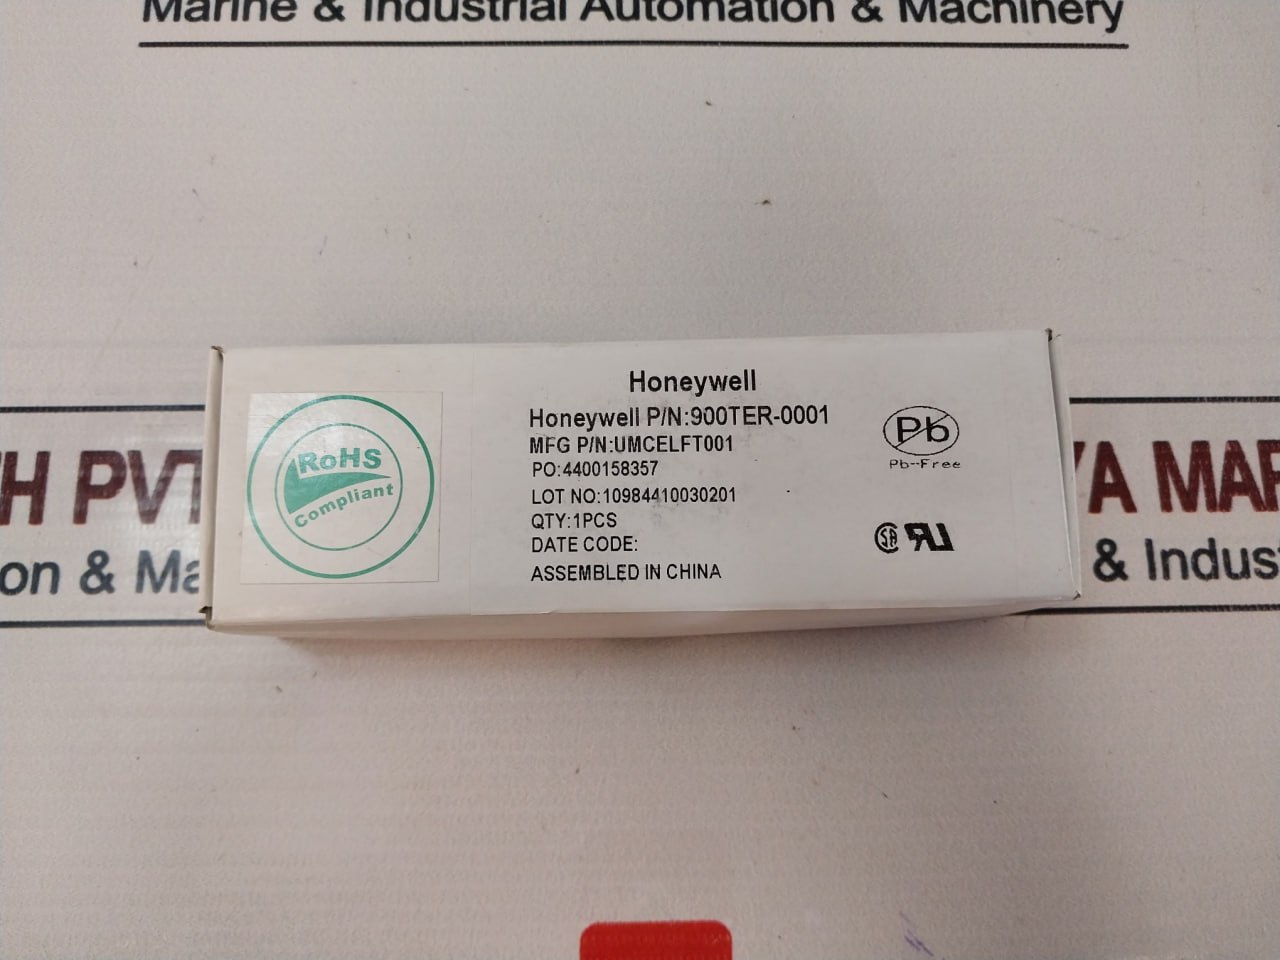 Marine & Industrial Automation & Machinery
Honeywell
Honeywell P/N:900TER-0001
MFG P/N:UMCELFT001
PO:4400158357
LOT NO:10984410030201
QTY:1PCS
DATE CODE:
ASSEMBLED IN CHINA
RoHS
Compliant
Pb
Pb-Free
H PVT
YA MAR
on & Ma
& Indus